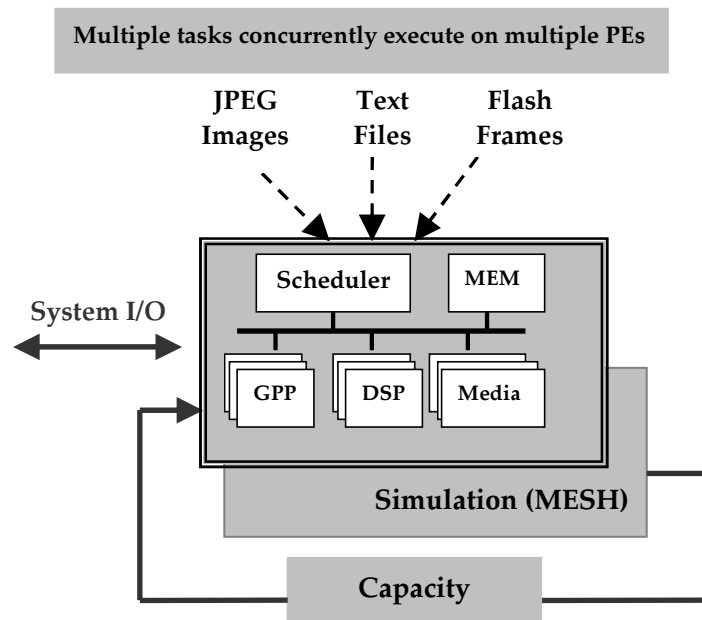 Multiple tasks concurrently execute on multiple PEs
JPEG
Images
Text
Files
Flash
Frames
Scheduler
MEM
System I/O
GPP
DSP
Media
Simulation (MESH)
Capacity